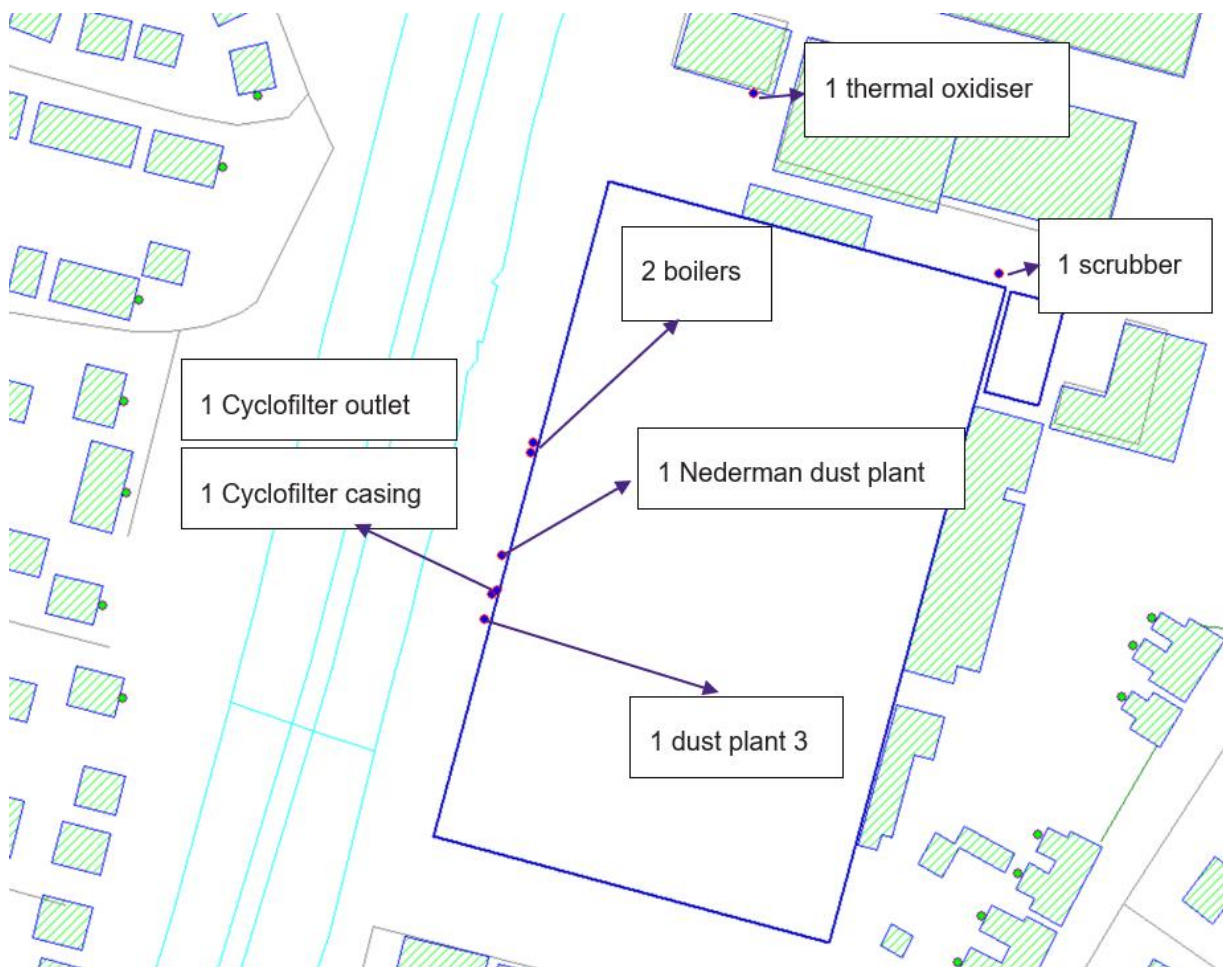 1 thermal oxidiser
1 scrubber
2 boilers
1 Cyclofilter outlet
1 Cyclofilter casing
1 Nederman dust plant
1 dust plant 3